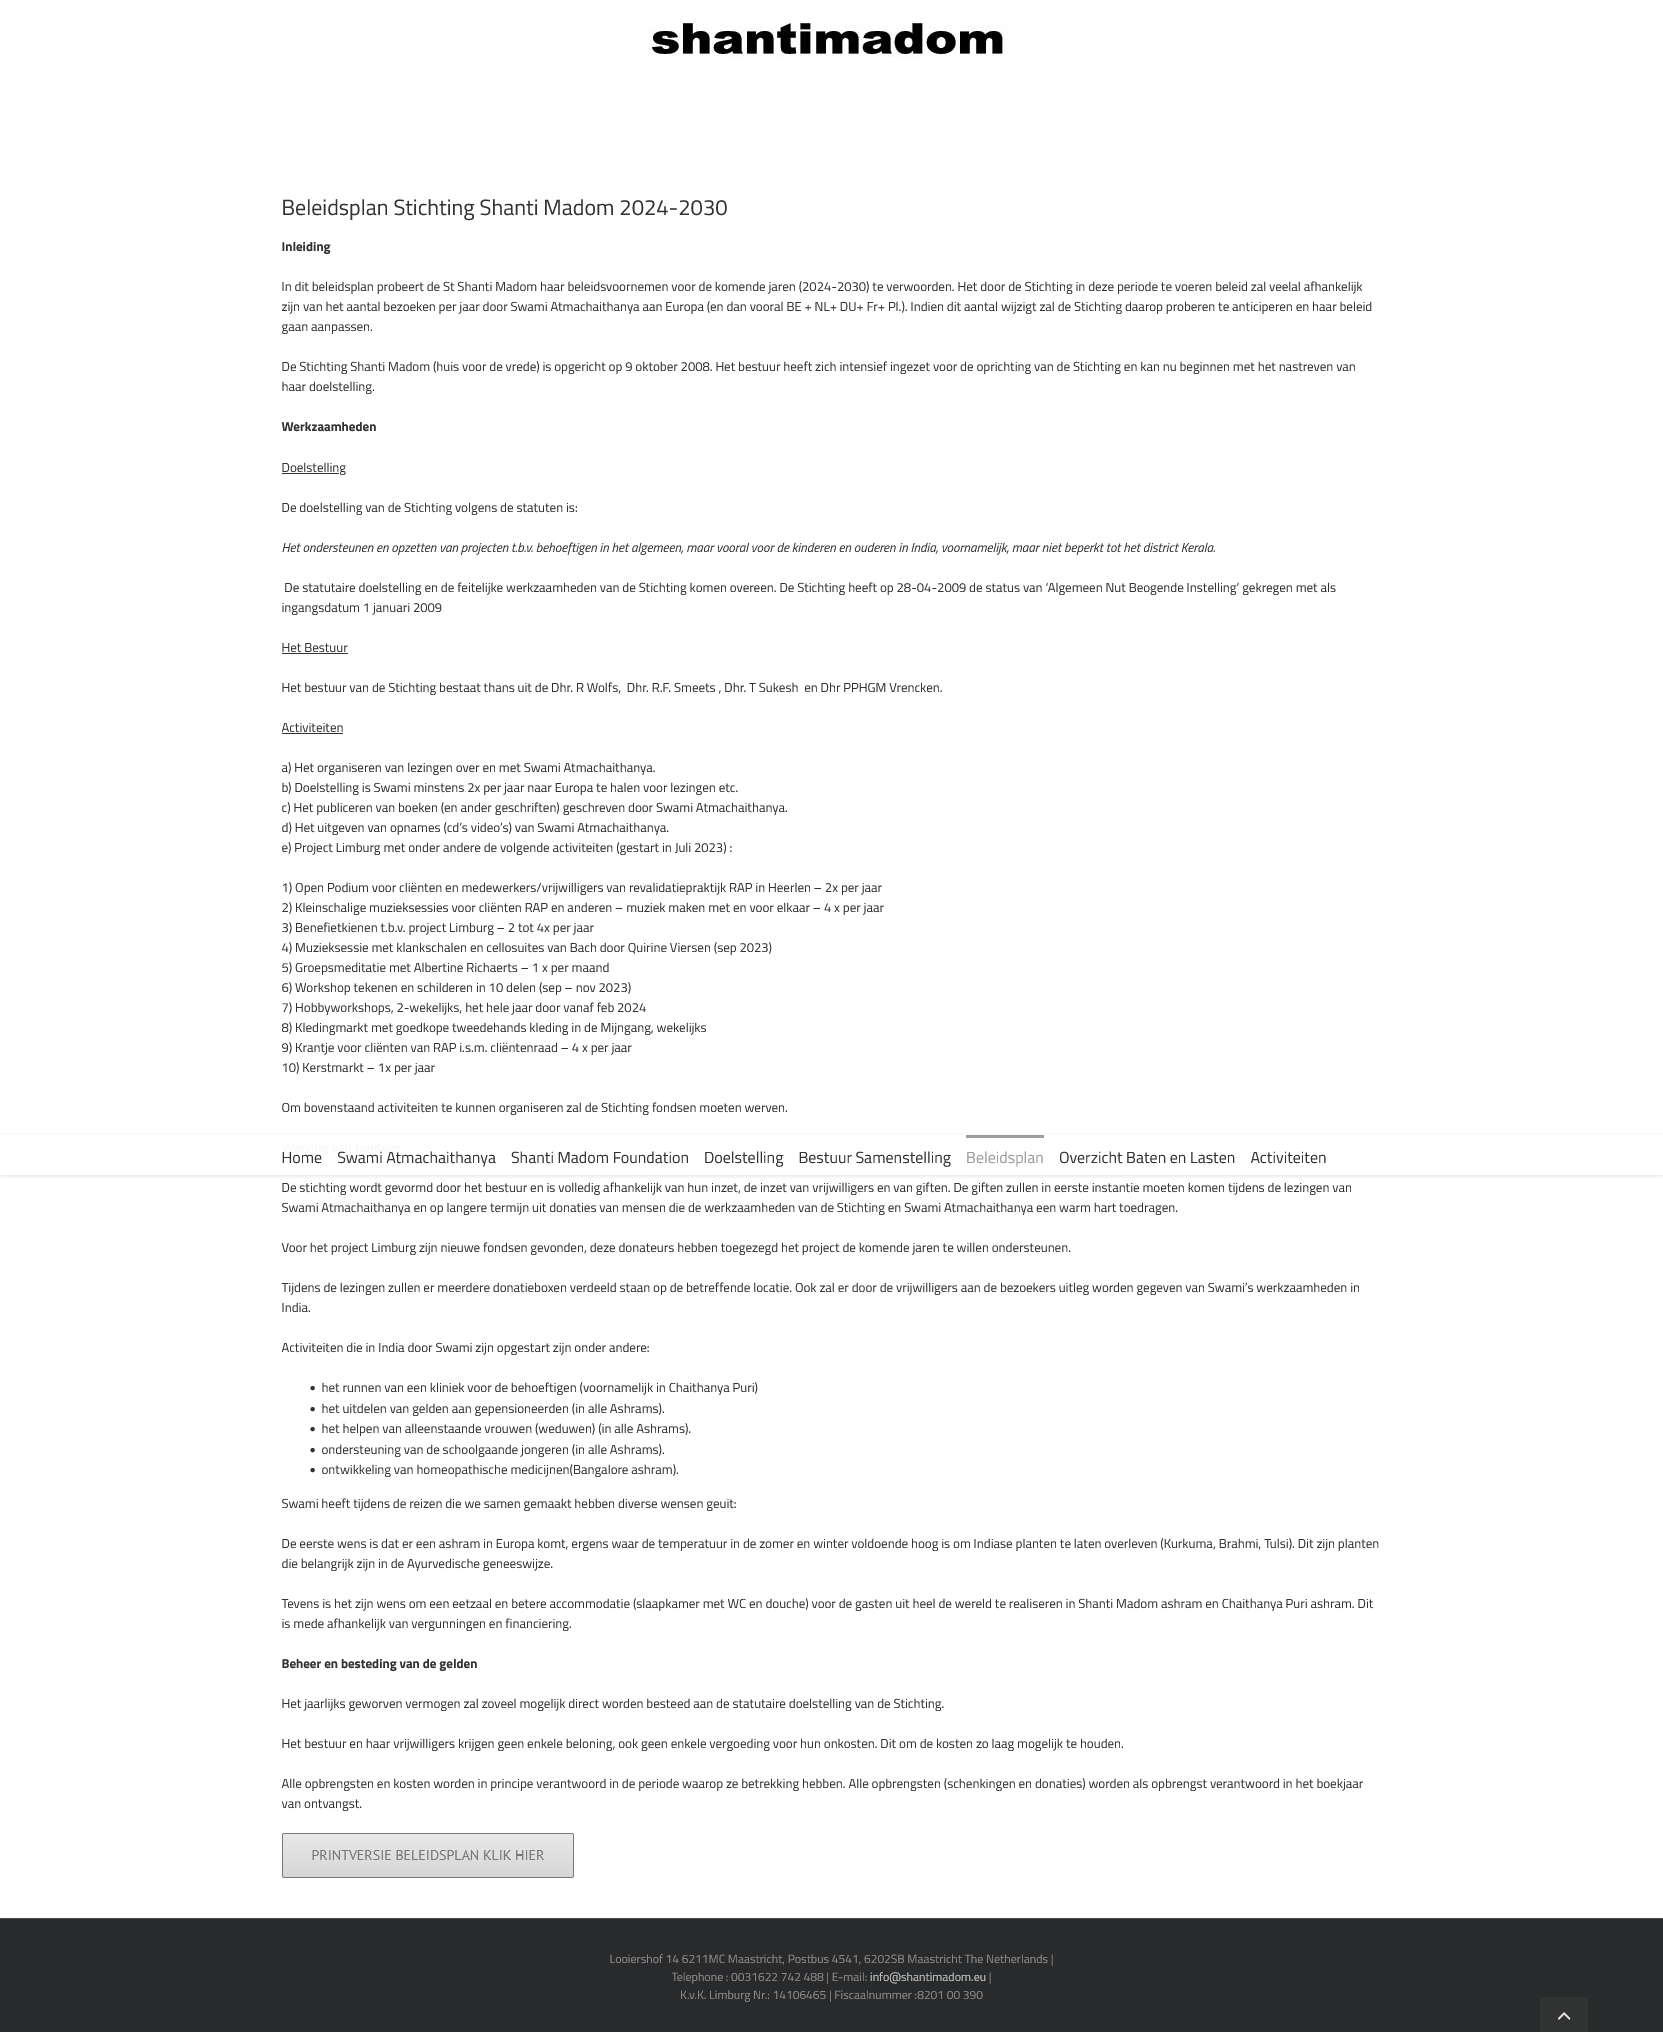 shantimadom
Beleidsplan Stichting Shanti Madom 2024-2030
Inleiding
In dit beleidsplan probeert de St Shanti Madom haar beleidsvoornemen voor de komende jaren (2024-2030) te verwoorden. Het door de Stichting in deze periode te voeren beleid zal veelal afhankelijk
zijn van het aantal bezoeken per jaar door Swami Atmachaithanya aan Europa (en dan vooral BE + NL+ DU+ Fr+ Pl.). Indien dit aantal wijzigt zal de Stichting daarop proberen te anticiperen en haar beleid
gaan aanpassen.
De Stichting Shanti Madom (huis voor de vrede) is opgericht op 9 oktober 2008. Het bestuur heeft zich intensief ingezet voor de oprichting van de Stichting en kan nu beginnen met het nastreven van
haar doelstelling.
Werkzaamheden
Doelstelling
De doelstelling van de Stichting volgens de statuten is:
Het ondersteunen en opzetten van projecten t.b.v. behoeftigen in het algemeen, maar vooral voor de kinderen en ouderen in India, voornamelijk, maar niet beperkt tot het district Kerala.
De statutaire doelstelling en de feitelijke werkzaamheden van de Stichting komen overeen. De Stichting heeft op 28-04-2009 de status van ‘Algemeen Nut Beogende Instelling’ gekregen met als
ingangsdatum 1 januari 2009
Het Bestuur
Het bestuur van de Stichting bestaat thans uit de Dhr. R Wolfs,  Dhr. R.F. Smeets , Dhr. T Sukesh  en Dhr PPHGM Vrencken.
Activiteiten
a) Het organiseren van lezingen over en met Swami Atmachaithanya.
b) Doelstelling is Swami minstens 2x per jaar naar Europa te halen voor lezingen etc.
c) Het publiceren van boeken (en ander geschriften) geschreven door Swami Atmachaithanya.
d) Het uitgeven van opnames (cd’s video’s) van Swami Atmachaithanya.
e) Project Limburg met onder andere de volgende activiteiten (gestart in Juli 2023) :
1) Open Podium voor cliënten en medewerkers/vrijwilligers van revalidatiepraktijk RAP in Heerlen – 2x per jaar
2) Kleinschalige muzieksessies voor cliënten RAP en anderen – muziek maken met en voor elkaar – 4 x per jaar
3) Benefietkienen t.b.v. project Limburg – 2 tot 4x per jaar
4) Muzieksessie met klankschalen en cellosuites van Bach door Quirine Viersen (sep 2023)
5) Groepsmeditatie met Albertine Richaerts – 1 x per maand
6) Workshop tekenen en schilderen in 10 delen (sep – nov 2023)
7) Hobbyworkshops, 2-wekelijks, het hele jaar door vanaf feb 2024
8) Kledingmarkt met goedkope tweedehands kleding in de Mijngang, wekelijks
9) Krantje voor cliënten van RAP i.s.m. cliëntenraad – 4 x per jaar
10) Kerstmarkt – 1x per jaar
Om bovenstaand activiteiten te kunnen organiseren zal de Stichting fondsen moeten werven.
Home Swami Atmachaithanya Shanti Madom Foundation Doelstelling Bestuur Samenstelling Beleidsplan Overzicht Baten en Lasten Activiteiten
De stichting wordt gevormd door het bestuur en is volledig afhankelijk van hun inzet, de inzet van vrijwilligers en van giften. De giften zullen in eerste instantie moeten komen tijdens de lezingen van
Swami Atmachaithanya en op langere termijn uit donaties van mensen die de werkzaamheden van de Stichting en Swami Atmachaithanya een warm hart toedragen.
Voor het project Limburg zijn nieuwe fondsen gevonden, deze donateurs hebben toegezegd het project de komende jaren te willen ondersteunen.
Tijdens de lezingen zullen er meerdere donatieboxen verdeeld staan op de betreffende locatie. Ook zal er door de vrijwilligers aan de bezoekers uitleg worden gegeven van Swami’s werkzaamheden in
India.
Activiteiten die in India door Swami zijn opgestart zijn onder andere:
• het runnen van een kliniek voor de behoeftigen (voornamelijk in Chaithanya Puri)
• het uitdelen van gelden aan gepensioneerden (in alle Ashrams).
• het helpen van alleenstaande vrouwen (weduwen) (in alle Ashrams).
• ondersteuning van de schoolgaande jongeren (in alle Ashrams).
• ontwikkeling van homeopathische medicijnen(Bangalore ashram).
Swami heeft tijdens de reizen die we samen gemaakt hebben diverse wensen geuit:
De eerste wens is dat er een ashram in Europa komt, ergens waar de temperatuur in de zomer en winter voldoende hoog is om Indiase planten te laten overleven (Kurkuma, Brahmi, Tulsi). Dit zijn planten
die belangrijk zijn in de Ayurvedische geneeswijze.
Tevens is het zijn wens om een eetzaal en betere accommodatie (slaapkamer met WC en douche) voor de gasten uit heel de wereld te realiseren in Shanti Madom ashram en Chaithanya Puri ashram. Dit
is mede afhankelijk van vergunningen en financiering.
Beheer en besteding van de gelden
Het jaarlijks geworven vermogen zal zoveel mogelijk direct worden besteed aan de statutaire doelstelling van de Stichting.
Het bestuur en haar vrijwilligers krijgen geen enkele beloning, ook geen enkele vergoeding voor hun onkosten. Dit om de kosten zo laag mogelijk te houden.
Alle opbrengsten en kosten worden in principe verantwoord in de periode waarop ze betrekking hebben. Alle opbrengsten (schenkingen en donaties) worden als opbrengst verantwoord in het boekjaar
van ontvangst.
PRINTVERSIE BELEIDSPLAN KLIK HIER
Looiershof 14 6211MC Maastricht, Postbus 4541, 6202SB Maastricht The Netherlands |
Telephone : 0031622 742 488 | E-mail: info@shantimadom.eu |
K.v.K. Limburg Nr.: 14106465 | Fiscaalnummer :8201 00 390